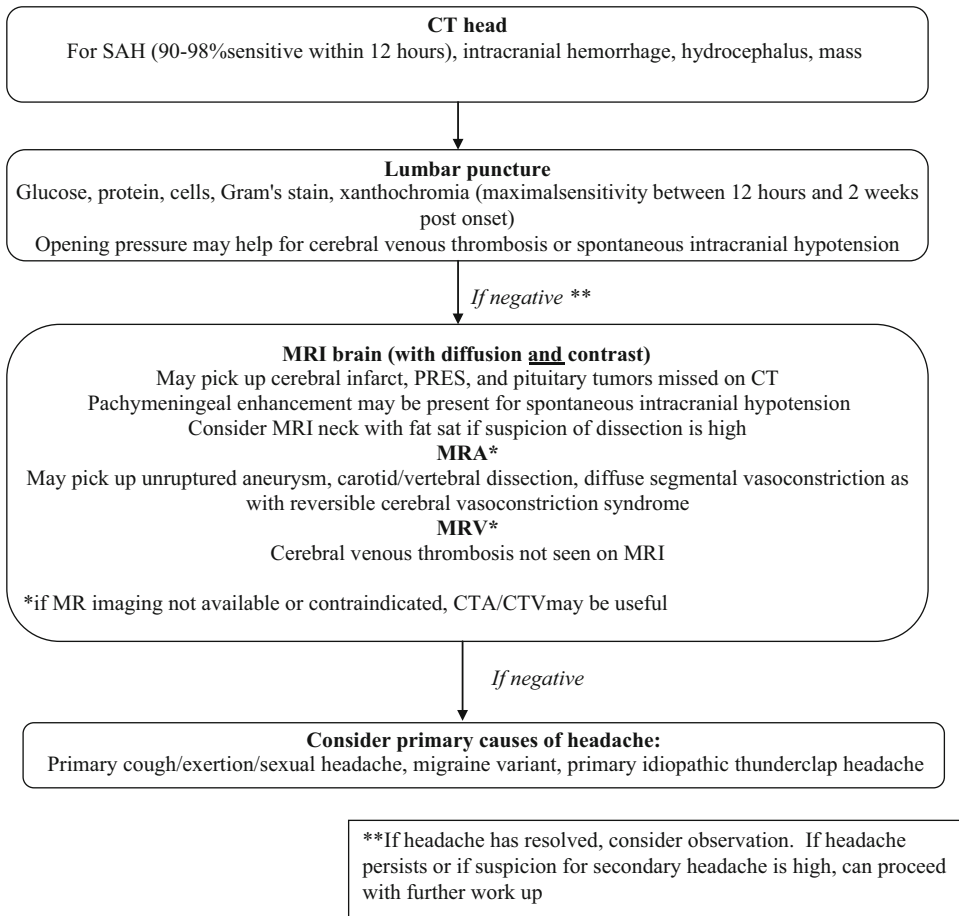 CT head
For SAH (90-98%sensitive within 12 hours), intracranial hemorrhage, hydrocephalus, mass
Lumbar puncture
Glucose, protein, cells, Gram's stain, xanthochromia (maximalsensitivity between 12 hours and 2 weeks
post onset)
Opening pressure may help for cerebral venous thrombosis or spontaneous intracranial hypotension
If negative **
MRI brain (with diffusion and contrast)
May pick up cerebral infarct, PRES, and pituitary tumors missed on CT
Pachymeningeal enhancement may be present for spontaneous intracranial hypotension
Consider MRI neck with fat sat if suspicion of dissection is high
MRA*
May pick up unruptured aneurysm, carotid/vertebral dissection, diffuse segmental vasoconstriction as
with reversible cerebral vasoconstriction syndrome
MRV*
Cerebral venous thrombosis not seen on MRI
*if MR imaging not available or contraindicated, CTA/CTVmay be useful
If negative
Consider primary causes of headache:
Primary cough/exertion/sexual headache, migraine variant, primary idiopathic thunderclap headache
**If headache has resolved, consider observation. If headache
persists or if suspicion for secondary headache is high, can proceed
with further work up